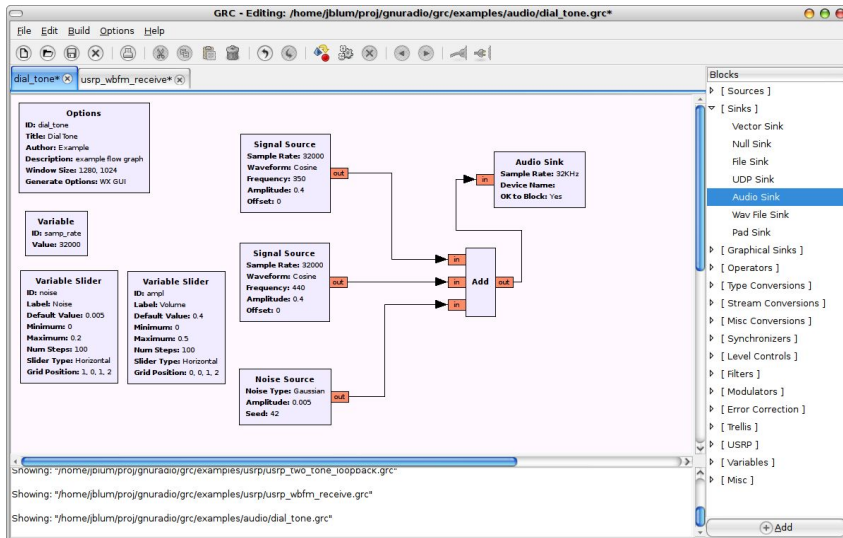 GRC - Editing: /home/jblum/proj/gnuradio/grc/examples/audio/dial_tone.grc*
File Edit Build Options Help
dial_tone* usrp_wbfm_receive*
Options
ID: dial_tone
Title: Dial Tone
Author: Example
Description: example flow graph
Window Size: 1280, 1024
Generate Options: WX GUI
Variable
ID: samp_rate
Value: 32000
Variable Slider
ID: noise
Label: Noise
Default Value: 0.005
Minimum: 0
Maximum: 0.2
Num Steps: 100
Slider Type: Horizontal
Grid Position: 1, 0, 1, 2
Variable Slider
ID: ampl
Label: Volume
Default Value: 0.4
Minimum: 0
Maximum: 0.5
Num Steps: 100
Slider Type: Horizontal
Grid Position: 0, 0, 1, 2
Signal Source
Sample Rate: 32000
Waveform: Cosine
Frequency: 350
Amplitude: 0.4
Offset: 0
out
Signal Source
Sample Rate: 32000
Waveform: Cosine
Frequency: 440
Amplitude: 0.4
Offset: 0
out
Noise Source
Noise Type: Gaussian
Amplitude: 0.005
Seed: 42
out
in
in
in
Add
out
in
Audio Sink
Sample Rate: 32KHz
Device Name:
OK to Block: Yes
Showing: "/home/jblum/proj/gnuradio/grc/examples/usrp/usrp_two_tone_loopback.grc"
Showing: "/home/jblum/proj/gnuradio/grc/examples/usrp/usrp_wbfm_receive.grc"
Showing: "/home/jblum/proj/gnuradio/grc/examples/audio/dial_tone.grc"
Blocks
[ Sources ]
[ Sinks ]
Vector Sink
Null Sink
File Sink
UDP Sink
Audio Sink
Wav File Sink
Pad Sink
[ Graphical Sinks ]
[ Operators ]
[ Type Conversions ]
[ Stream Conversions ]
[ Misc Conversions ]
[ Synchronizers ]
[ Level Controls ]
[ Filters ]
[ Modulators ]
[ Error Correction ]
[ Trellis ]
[ USRP ]
[ Variables ]
[ Misc ]
Add